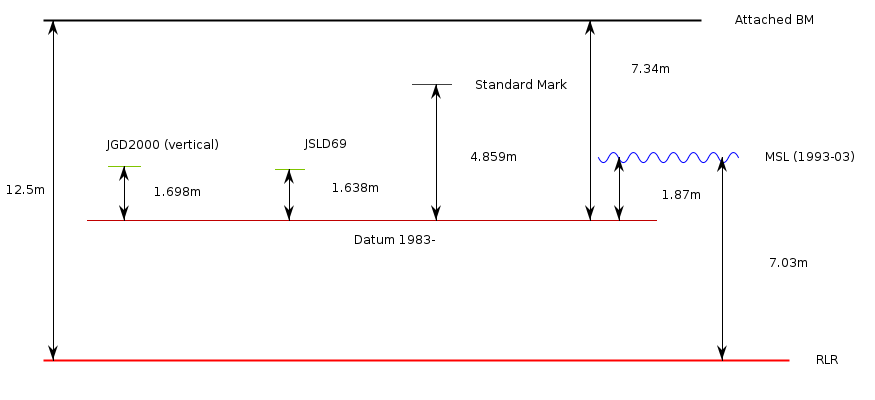 Attached BM
7.34m
Standard Mark
JGD2000 (vertical)
JSLD69
4.859m
MSL (1993-03)
12.5m
1.698m
1.638m
1.87m
Datum 1983-
7.03m
RLR